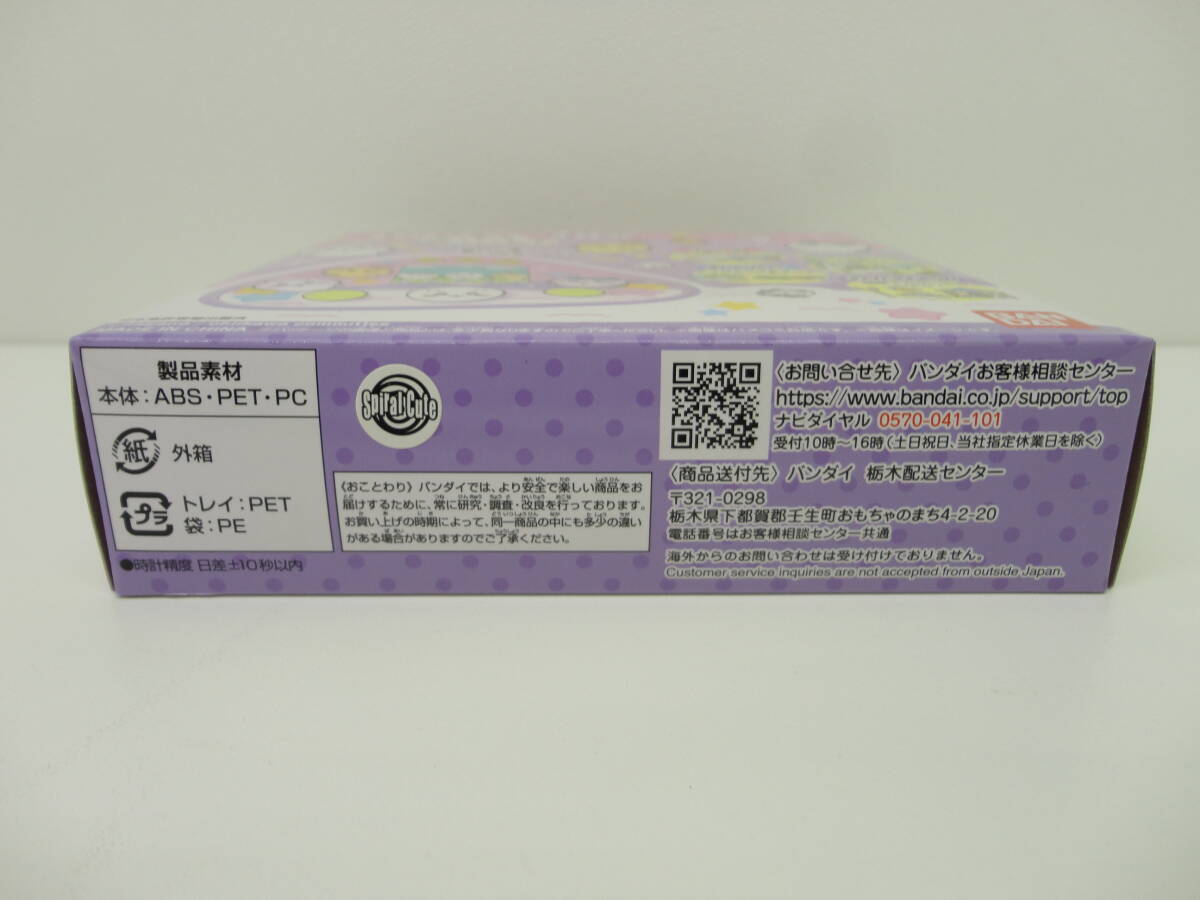 製品素材
本体：ABS・PET・PC
紙 外箱
プラ トレイ：PET
袋：PE
●時計精度 日差±10秒以内
SpiralCute
〈おことわり〉バンダイでは、より安全で楽しい商品をお
届けするために、常に研究・調査・改良を行っております。
お買い上げの時期によって、同一商品の中にも多少の違い
がある場合がありますのでご了承ください。
〈お問い合せ先〉バンダイお客様相談センター
https://www.bandai.co.jp/support/top
ナビダイヤル 0570-041-101
受付10時〜16時（土日祝日、当社指定休業日を除く）
〈商品送付先〉バンダイ 栃木配送センター
〒321-0298
栃木県下都賀郡壬生町おもちゃのまち4-2-20
電話番号はお客様相談センター共通
海外からのお問い合わせは受け付けておりません。
Customer service inquiries are not accepted from outside Japan.
BANDAI